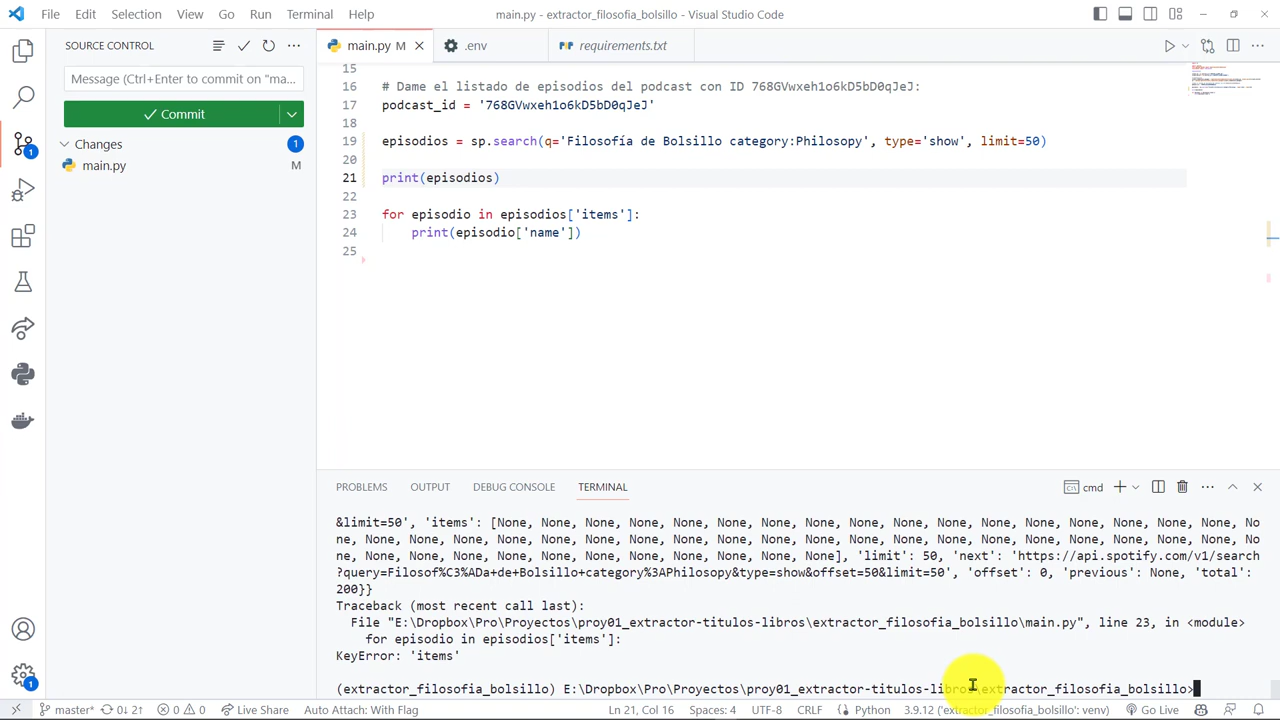 File Edit Selection View Go Run Terminal Help
main.py - extractor_filosofia_bolsillo - Visual Studio Code
SOURCE CONTROL
main.py M
.env
requirements.txt
Message (Ctrl+Enter to commit on "ma...
Commit
Changes 1
main.py M
1
1
15
16 # Dame el listado de episodios del podcast con ID
17 podcast_id =
18
19 episodios = sp.search(q='Filosofía de Bolsillo category:Philosopy', type='show', limit=50)
20
21 print(episodios)
22
23 for episodio in episodios['items']:
24 print(episodio['name'])
25
PROBLEMS OUTPUT DEBUG CONSOLE TERMINAL
cmd
&limit=50', 'items': [None, None, None, None, None, None, None, None, None, None, None, None, None, None, None, None, No
ne, None, None, None, None, None, None, None, None, None, None, None, None, None, None, None, None, None, None, None, No
ne, None, None, None, None, None, None, None, None, None, None, None], 'limit': 50, 'next': 'https://api.spotify.com/v1/search
?query=Filosof%C3%ADa+de+Bolsillo+category%3APhilosopy&type=show&offset=50&limit=50', 'offset': 0, 'previous': None, 'total':
200}}
Traceback (most recent call last):
File "E:\Dropbox\Pro\Proyectos\proy01_extractor-titulos-libros\extractor_filosofia_bolsillo\main.py", line 23, in <module>
for episodio in episodios['items']:
KeyError: 'items'
(extractor_filosofia_bolsillo) E:\Dropbox\Pro\Proyectos\proy01_extractor-titulos-libros\extractor_filosofia_bolsillo>
master* 0↓ 2↑ 0 0 Live Share Auto Attach: With Flag
Ln 21, Col 16 Spaces: 4 UTF-8 CRLF Python 3.9.12 ('extractor_filosofia_bolsillo': venv) Go Live